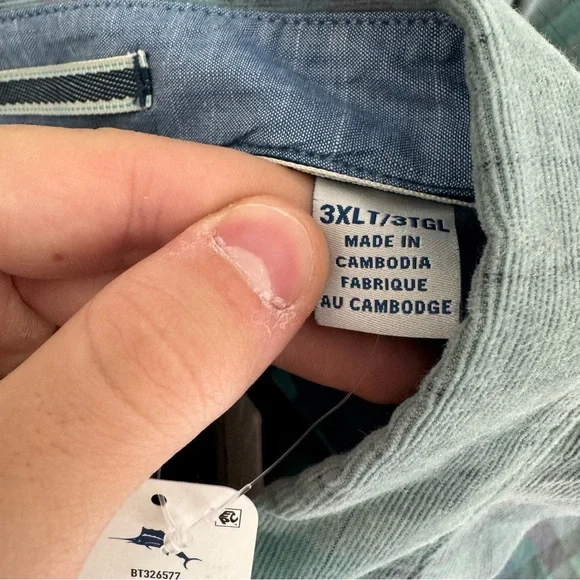 3XLT/3TGL
MADE IN
CAMBODIA
FABRIQUE
AU CAMBODGE
BT326577